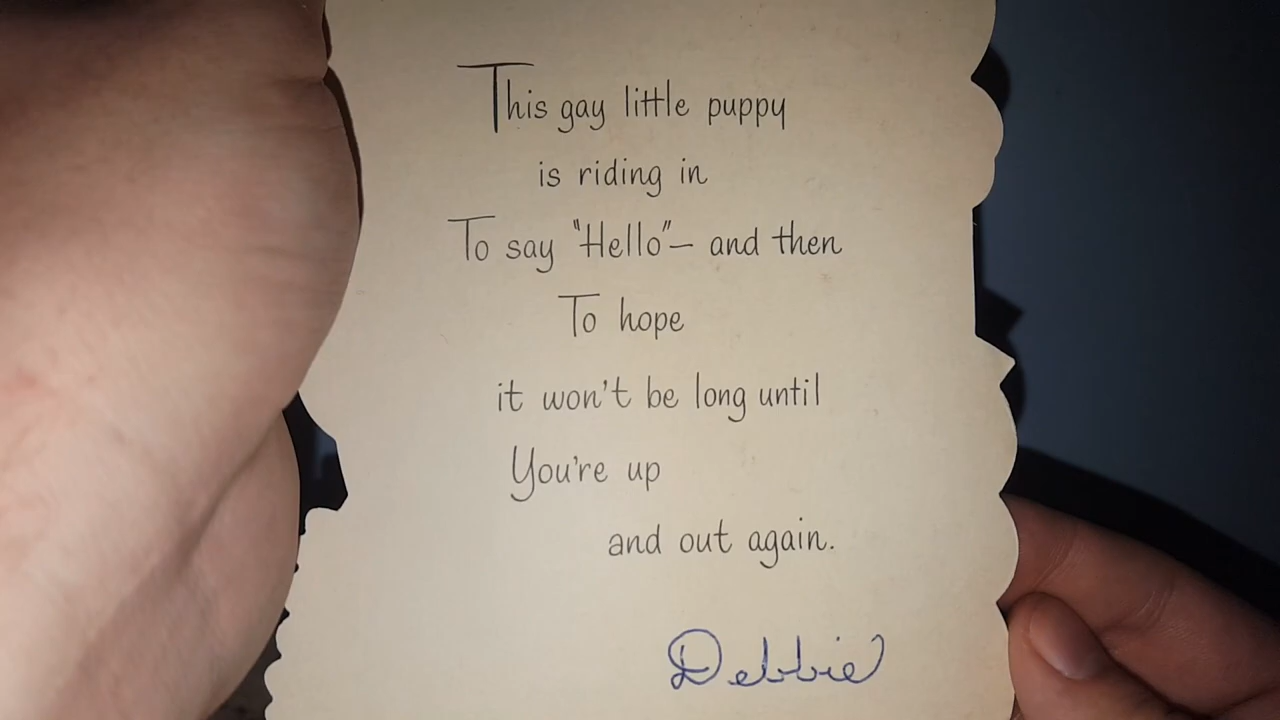 This gay little puppy
is riding in
To say "Hello"— and then
To hope
it won't be long until
You're up
and out again.
Debbie